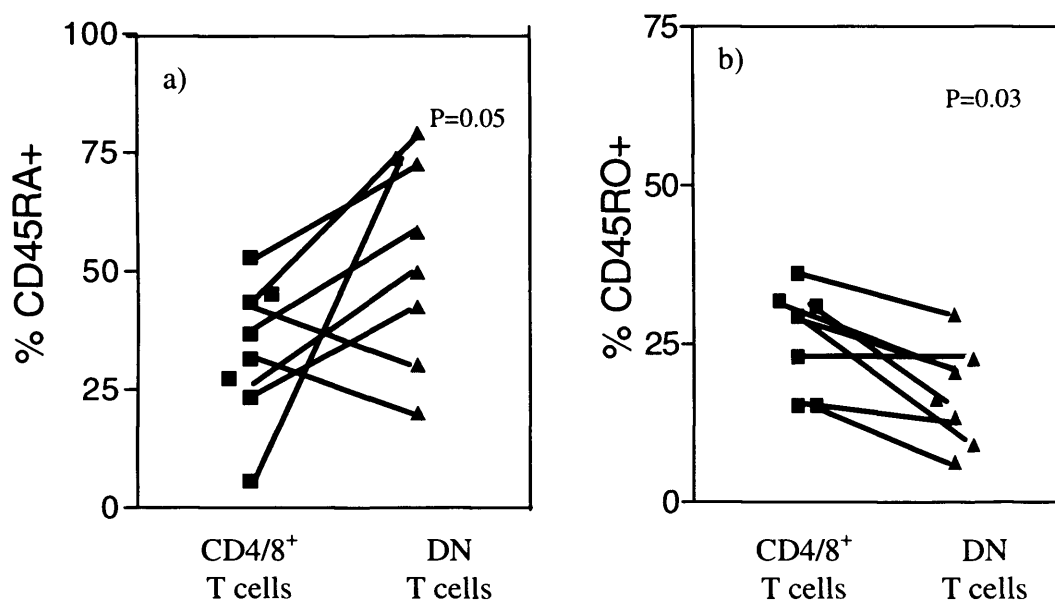 a)
P=0.05
% CD45RA+
100
75
50
25
0
CD4/8⁺
T cells
DN
T cells
b)
P=0.03
% CD45RO+
75
50
25
0
CD4/8⁺
T cells
DN
T cells